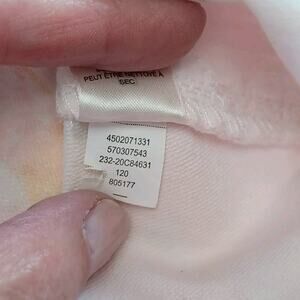 PEUT ÊTRE NETTOYÉ À
SEC
4502071331
570307543
232-20C84631
120
805177